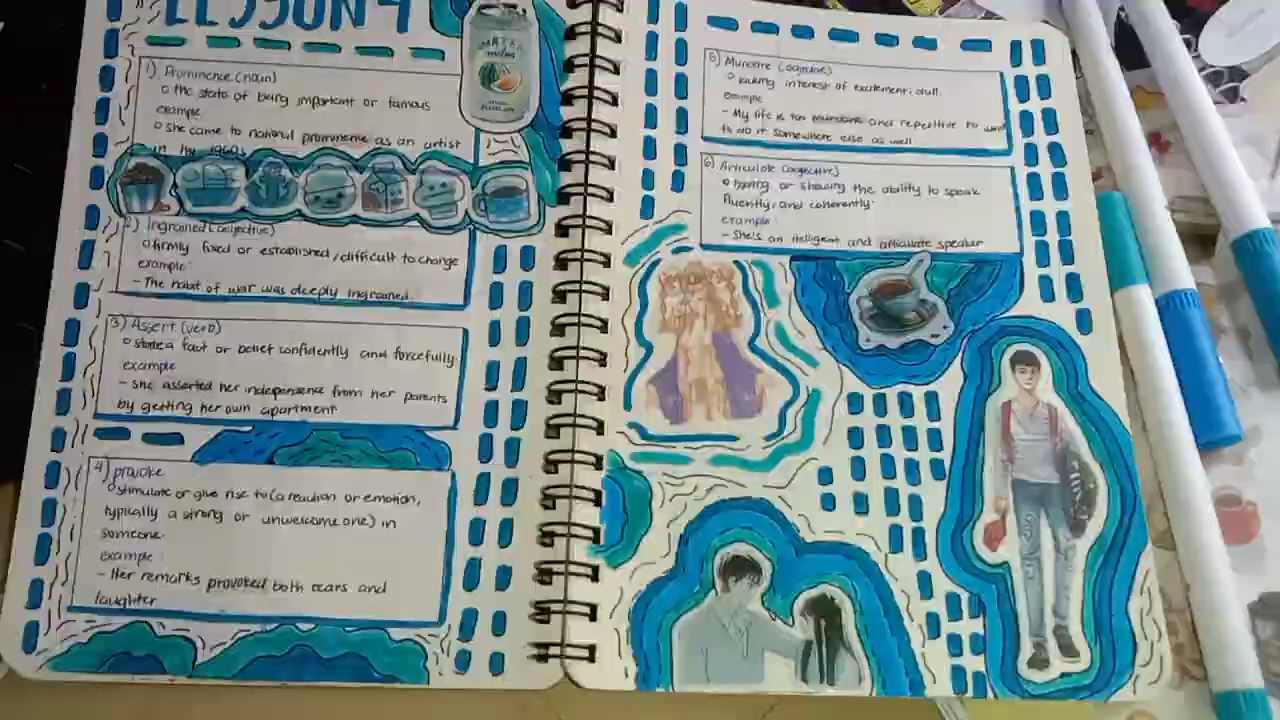 LESSON 4
1) Prominence (noun)
o the state of being important or famous
example
o she came to national prominence as an artist
in the 1960s
2) Ingrained (adjective)
o firmly fixed or established, difficult to change
example:
- The habit of war was deeply ingrained.
3) Assert (verb)
o state a fact or belief confidently and forcefully.
example
- She asserted her independence from her parents
by getting her own apartment
4) provoke
o stimulate or give rise to (a reaction or emotion,
typically a strong or unwelcome one) in
someone.
example:
- Her remarks provoked both tears and
laughter
5) Mundane (adjective)
o lacking interest of excitement; dull.
example
- My life is too mundane and repetitive to
to do it somewhere else as well
6) Articulate (adjective)
o having or showing the ability to speak
fluently, and coherently.
example:
- She's an itelligent and articulate speaker